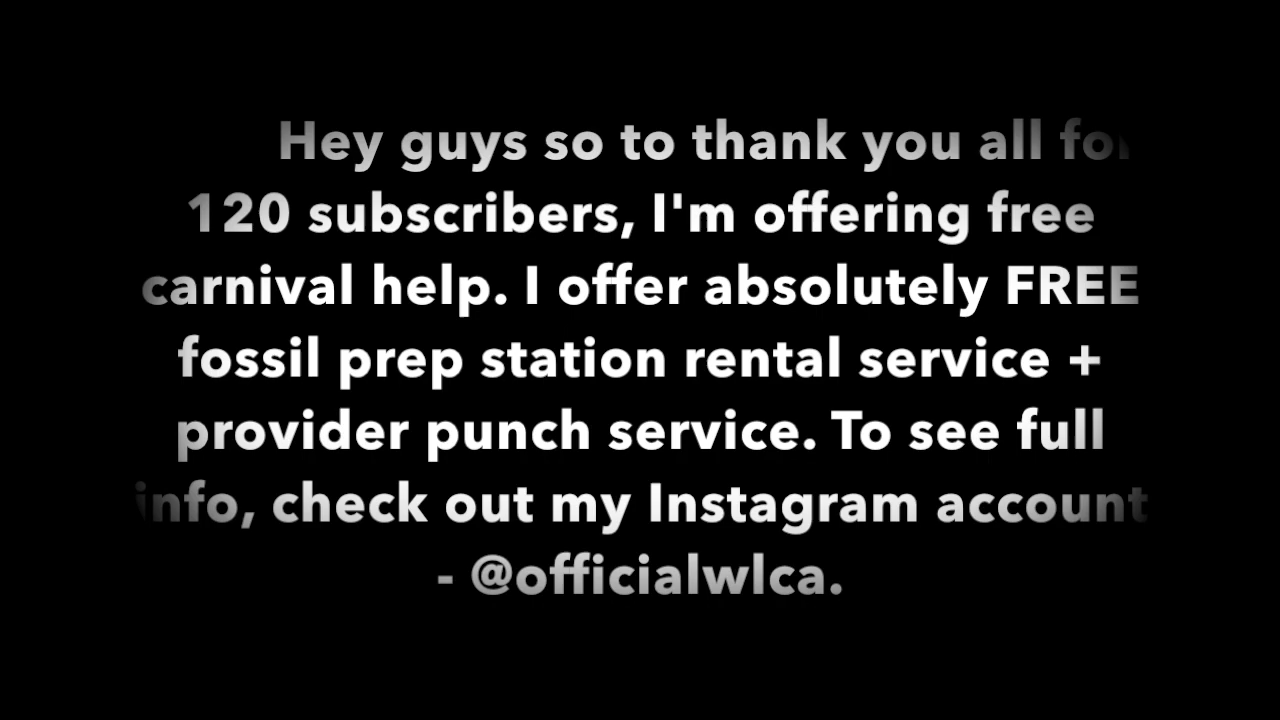 Hey guys so to thank you all for
120 subscribers, I'm offering free
carnival help. I offer absolutely FREE
fossil prep station rental service +
provider punch service. To see full
info, check out my Instagram account
- @officialwlca.